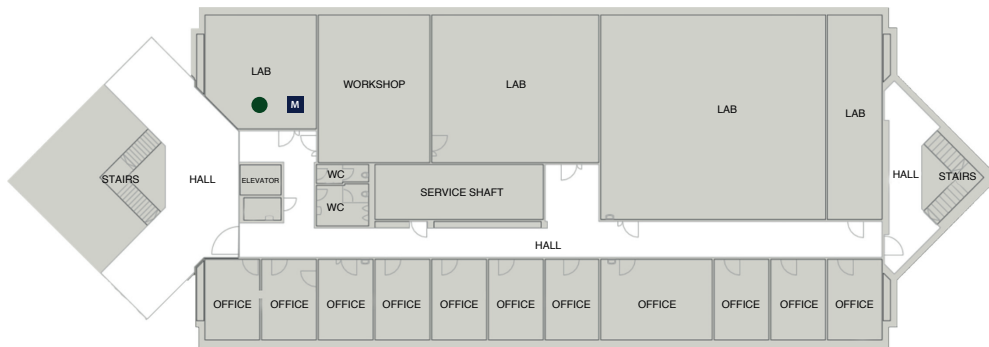 LAB
WORKSHOP
LAB
LAB
LAB
M
STAIRS
HALL
ELEVATOR
WC
WC
SERVICE SHAFT
HALL
STAIRS
HALL
OFFICE
OFFICE
OFFICE
OFFICE
OFFICE
OFFICE
OFFICE
OFFICE
OFFICE
OFFICE
OFFICE